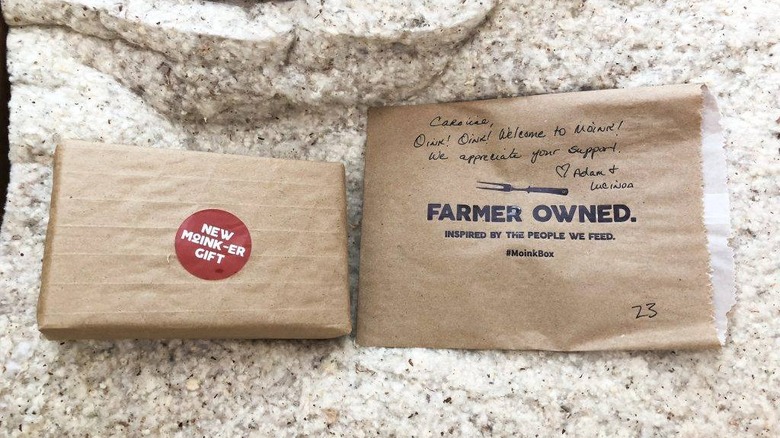 NEW
MOINK-ER
GIFT
Caroline,
Oink! Oink! Welcome to Moink!
We appreciate your support.
♡ Adam &
Lucinda
FARMER OWNED.
INSPIRED BY THE PEOPLE WE FEED.
#MoinkBox
23